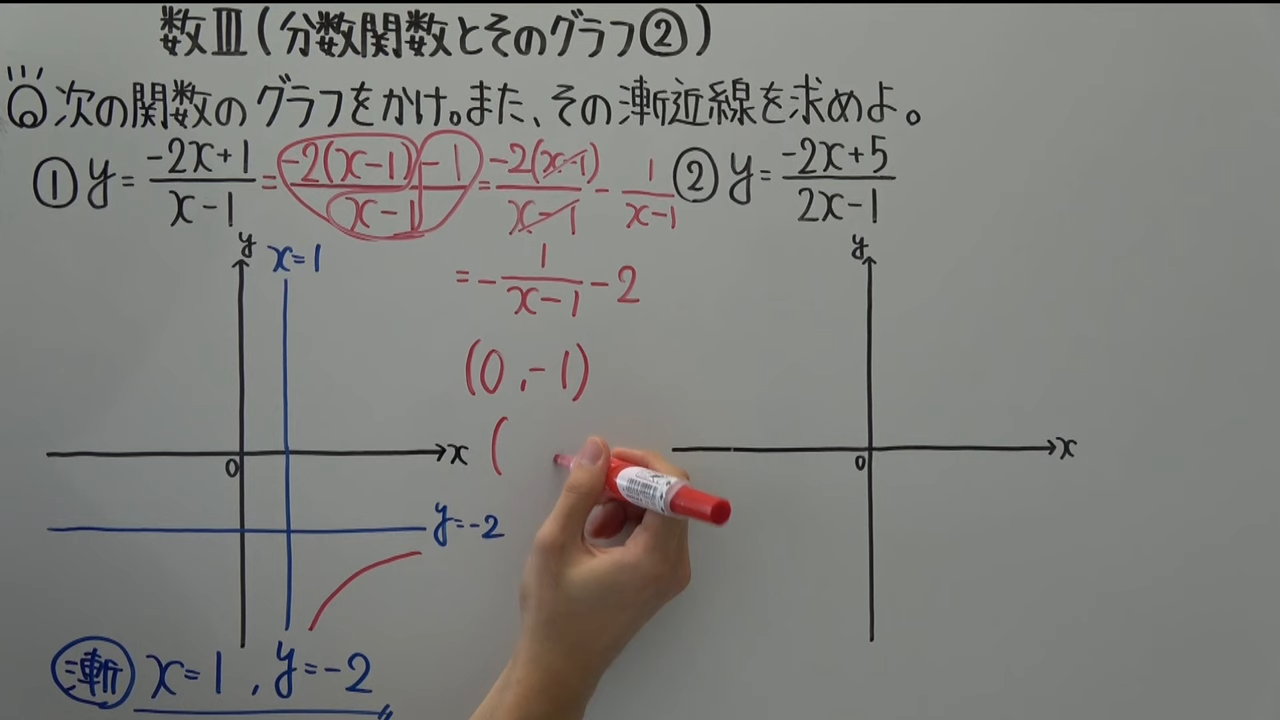 数Ⅲ(分数関数とそのグラフ②)
Q 次の関数のグラフをかけ。また、その漸近線を求めよ。
① y = (-2x+1)/(x-1) = (-2(x-1)-1)/(x-1) = (-2(x-1))/(x-1) - 1/(x-1)
= -1/(x-1) - 2
(0, -1)
(
y
x=1
x
0
y=-2
漸 x=1, y=-2
② y = (-2x+5)/(2x-1)
y
x
0